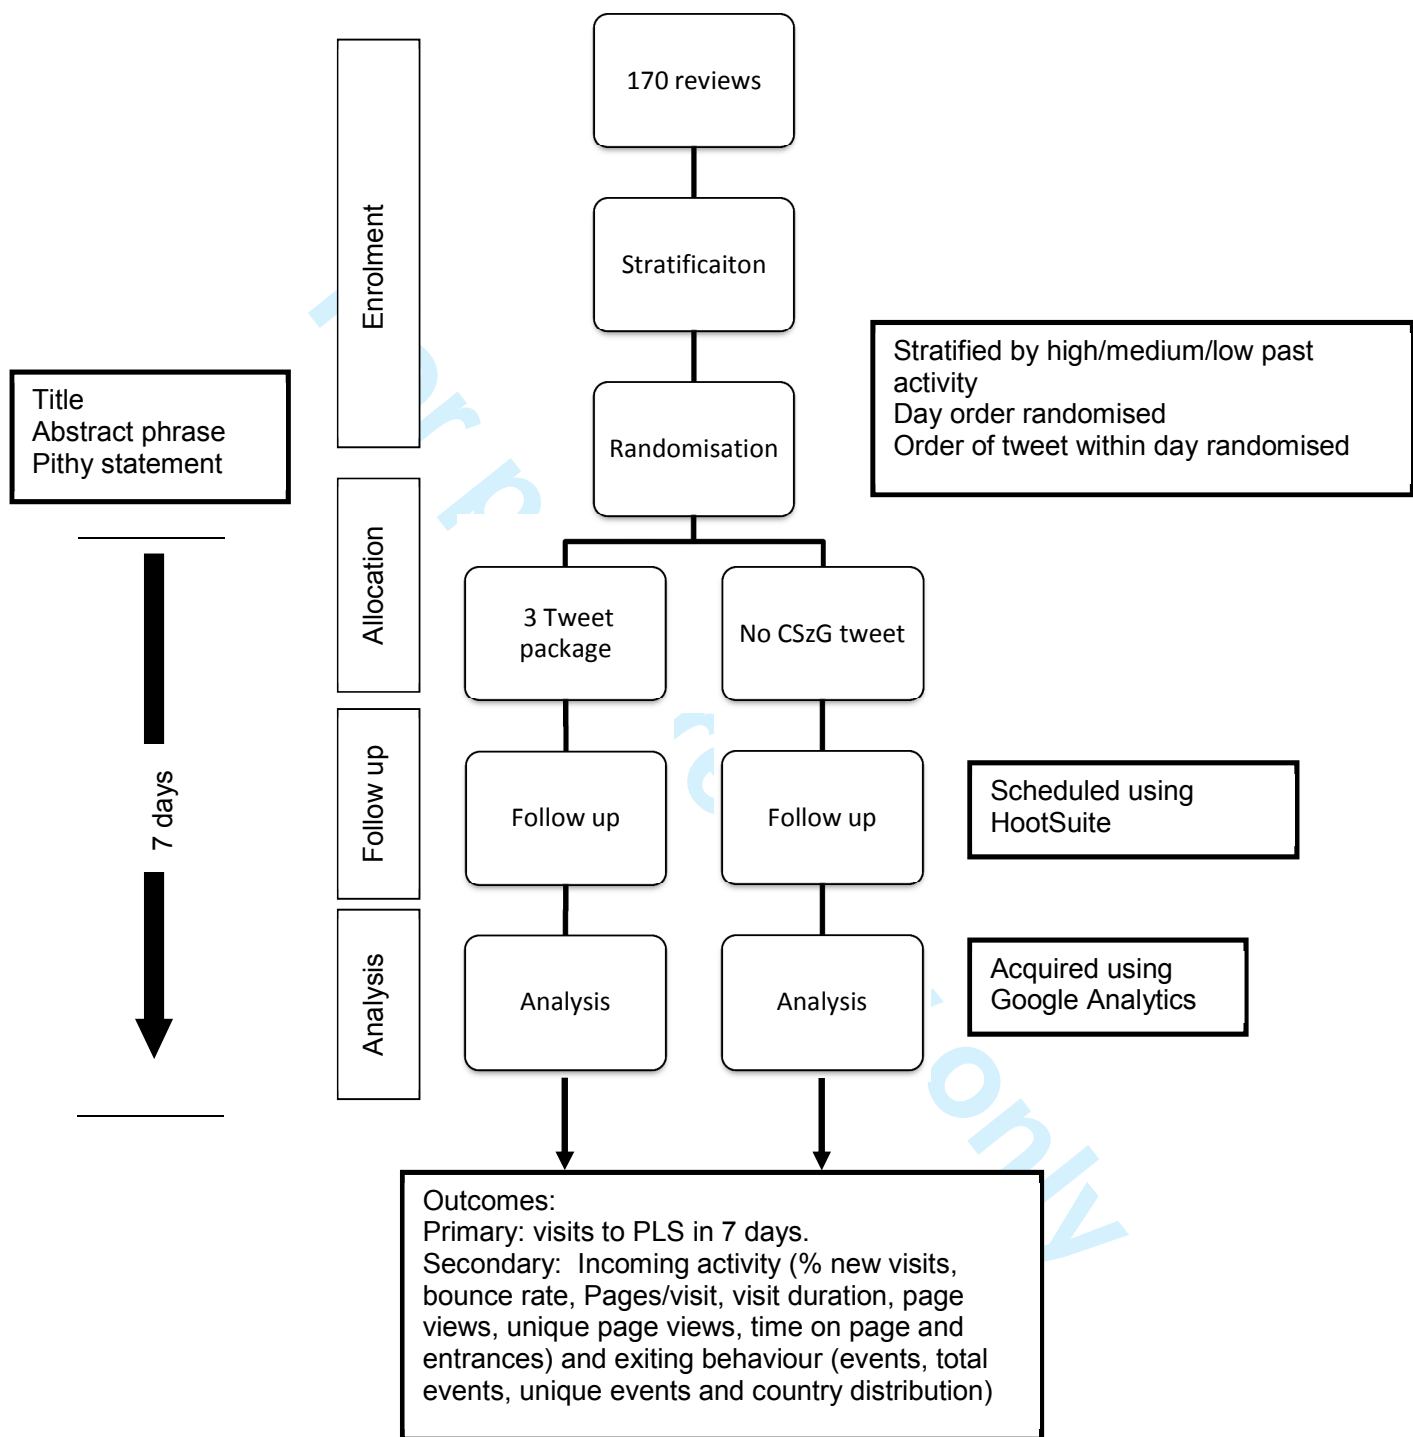 170 reviews
Enrolment
Stratificaiton
Stratified by high/medium/low past
activity
Day order randomised
Order of tweet within day randomised
Title
Abstract phrase
Pithy statement
Randomisation
Allocation
3 Tweet
package
No CSzG tweet
7 days
Follow up
Follow up
Follow up
Scheduled using
HootSuite
Analysis
Analysis
Analysis
Acquired using
Google Analytics
only
Outcomes:
Primary: visits to PLS in 7 days.
Secondary:  Incoming activity (% new visits,
bounce rate, Pages/visit, visit duration, page
views, unique page views, time on page and
entrances) and exiting behaviour (events, total
events, unique events and country distribution)